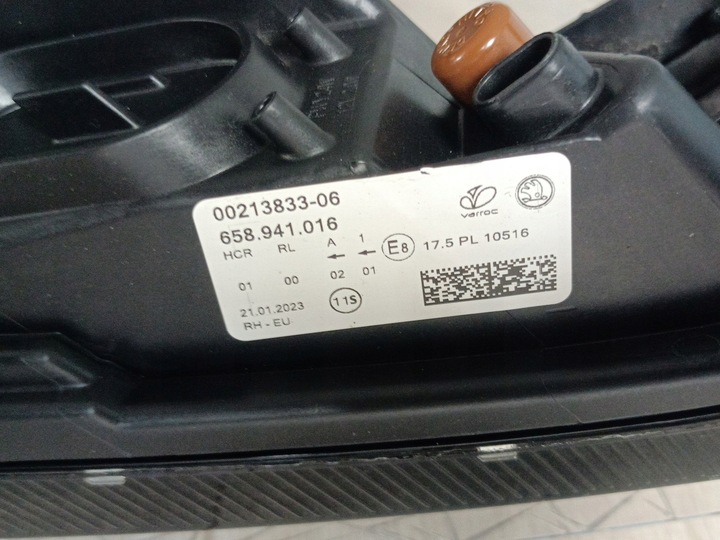 00213833-06
658.941.016
HCR RL A 1 E8 17.5 PL 10516
01 00 02 01
21.01.2023 11S
RH - EU
varroc